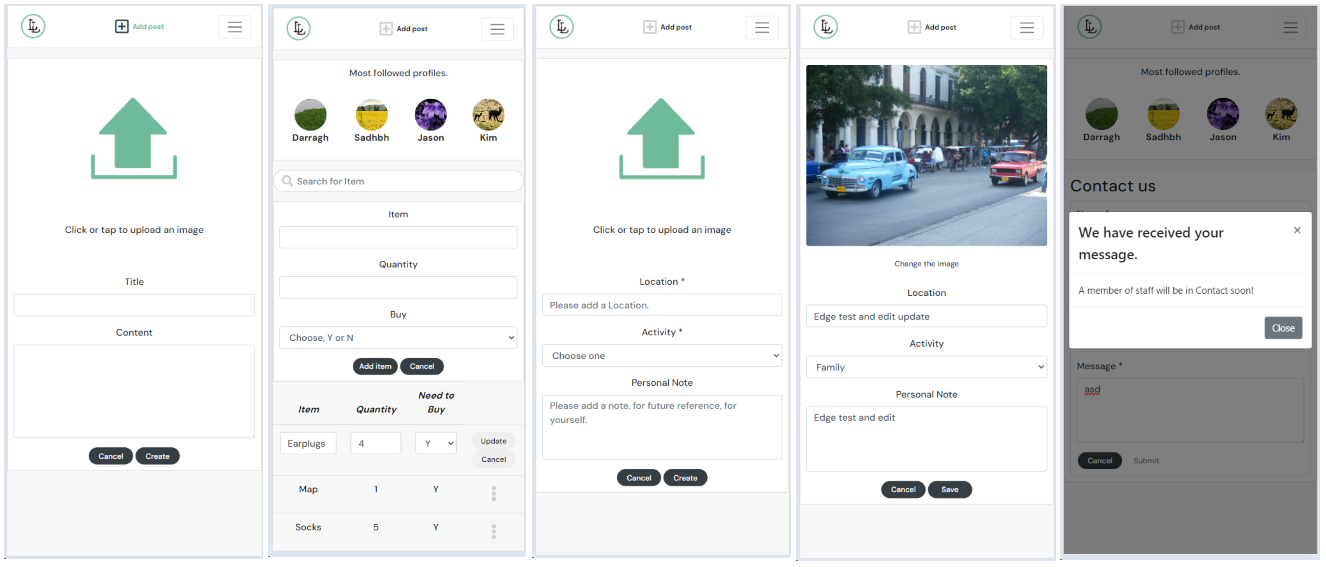 LL
Add post
Click or tap to upload an image
Title
Content
Cancel
Create
LL
Add post
Most followed profiles.
Darragh
Sadhbh
Jason
Kim
Search for Item
Item
Quantity
Buy
Choose, Y or N
Add item
Cancel
Item
Quantity
Need to
Buy
Earplugs
4
Y
Update
Cancel
Map
1
Y
Socks
5
Y
LL
Add post
Click or tap to upload an image
Location *
Please add a Location.
Activity *
Choose one
Personal Note
Please add a note, for future reference, for
yourself.
Cancel
Create
LL
Add post
Change the image
Location
Edge test and edit update
Activity
Family
Personal Note
Edge test and edit
Cancel
Save
LL
Add post
Most followed profiles.
Darragh
Sadhbh
Jason
Kim
Contact us
We have received your
message.
×
A member of staff will be in Contact soon!
Close
Message *
asd
Cancel
Submit